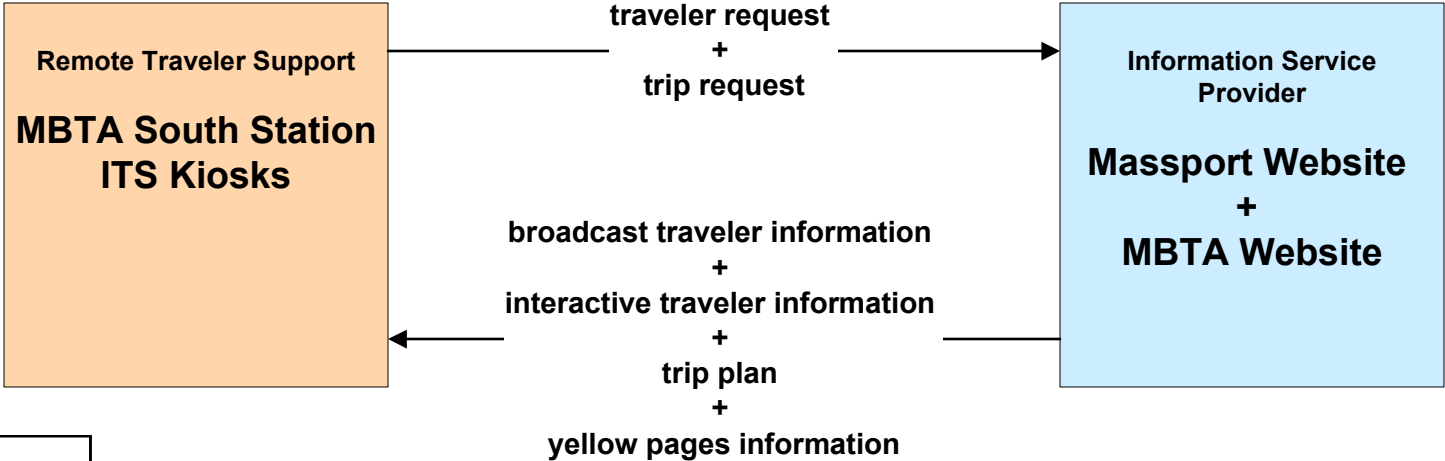 Remote Traveler Support
MBTA South Station
ITS Kiosks
traveler request
+
trip request
broadcast traveler information
+
interactive traveler information
+
trip plan
+
yellow pages information
Information Service
Provider
Massport Website
+
MBTA Website